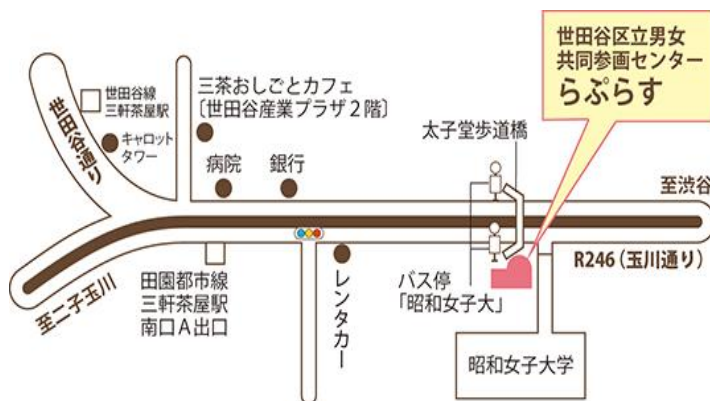 世田谷区立男女
共同参画センター
らぷらす
三茶おしごとカフェ
〔世田谷産業プラザ2階〕
世田谷線
三軒茶屋駅
世田谷通り
キャロット
タワー
病院
銀行
太子堂歩道橋
至渋谷
R246(玉川通り)
バス停
「昭和女子大」
レンタカー
田園都市線
三軒茶屋駅
南口A出口
至二子玉川
昭和女子大学